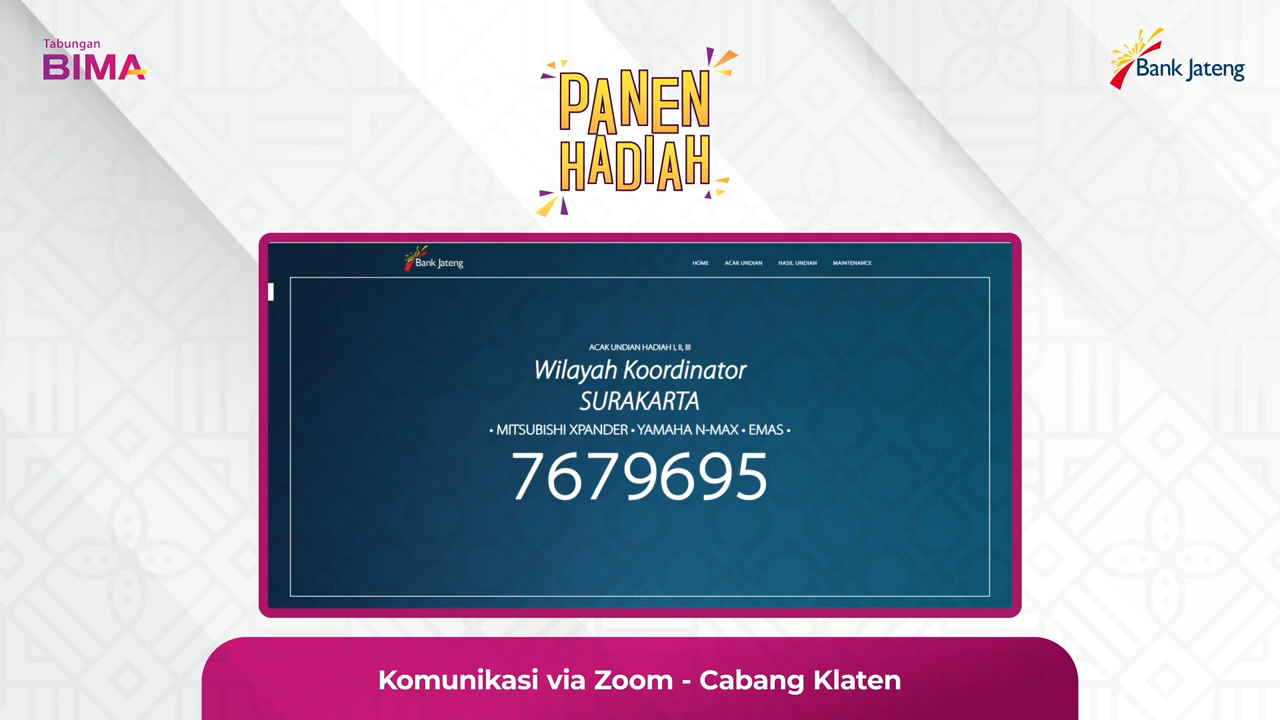 Tabungan
BIMA
Bank Jateng
PANEN
HADIAH
Bank Jateng
HOME
ACAK UNDIAN
HASIL UNDIAN
MAINTENANCE
ACAK UNDIAN HADIAH I, II, III
Wilayah Koordinator
SURAKARTA
• MITSUBISHI XPANDER • YAMAHA N-MAX • EMAS •
7679695
Komunikasi via Zoom - Cabang Klaten